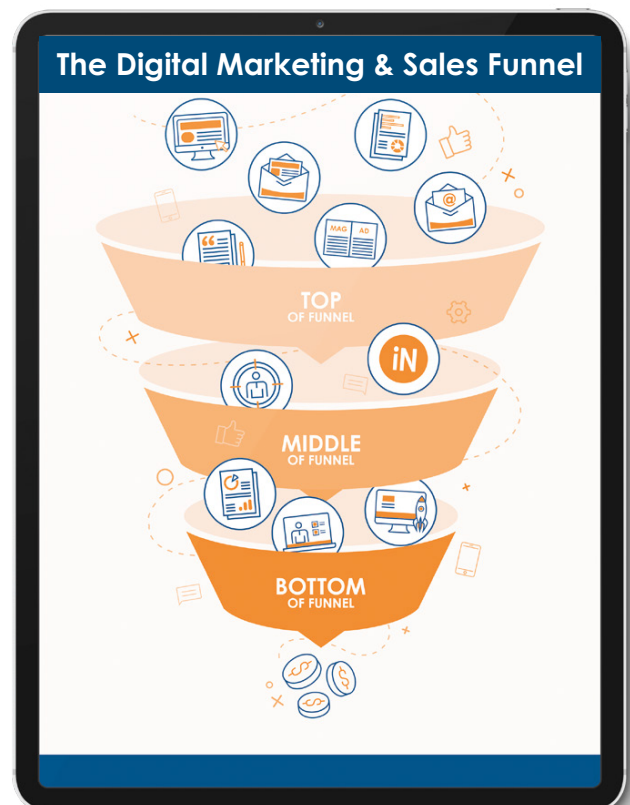 The Digital Marketing & Sales Funnel
@
MAG AD
“
TOP
OF FUNNEL
iN
MIDDLE
OF FUNNEL
BOTTOM
OF FUNNEL
$ $
$